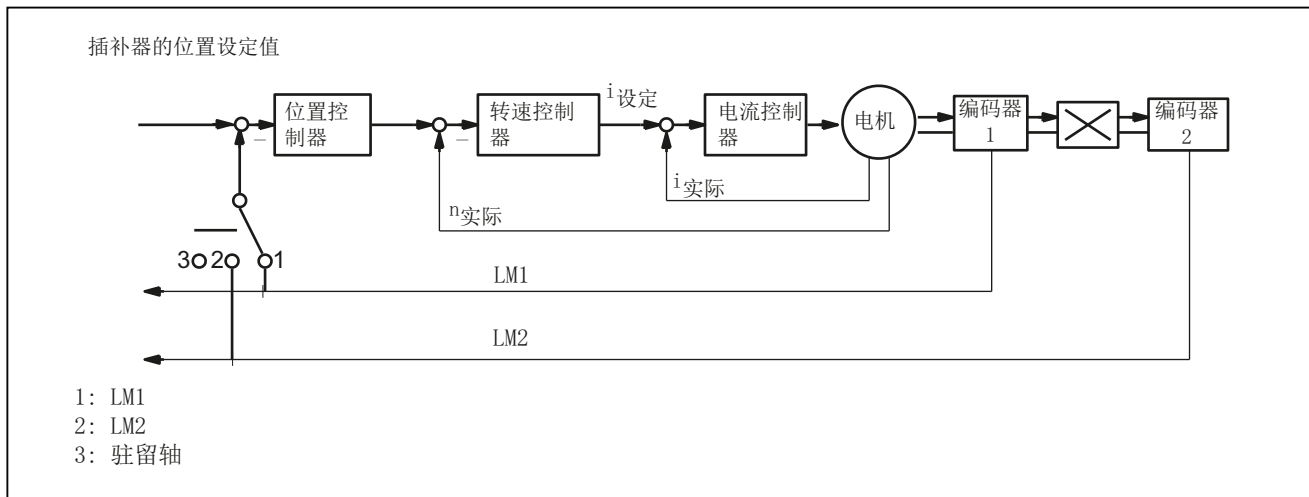 插补器的位置设定值
位置控
制器
转速控制
器
i设定
电流控制
器
电机
编码器
1
编码器
2
i实际
n实际
3 2 1
LM1
LM2
1: LM1
2: LM2
3: 驻留轴